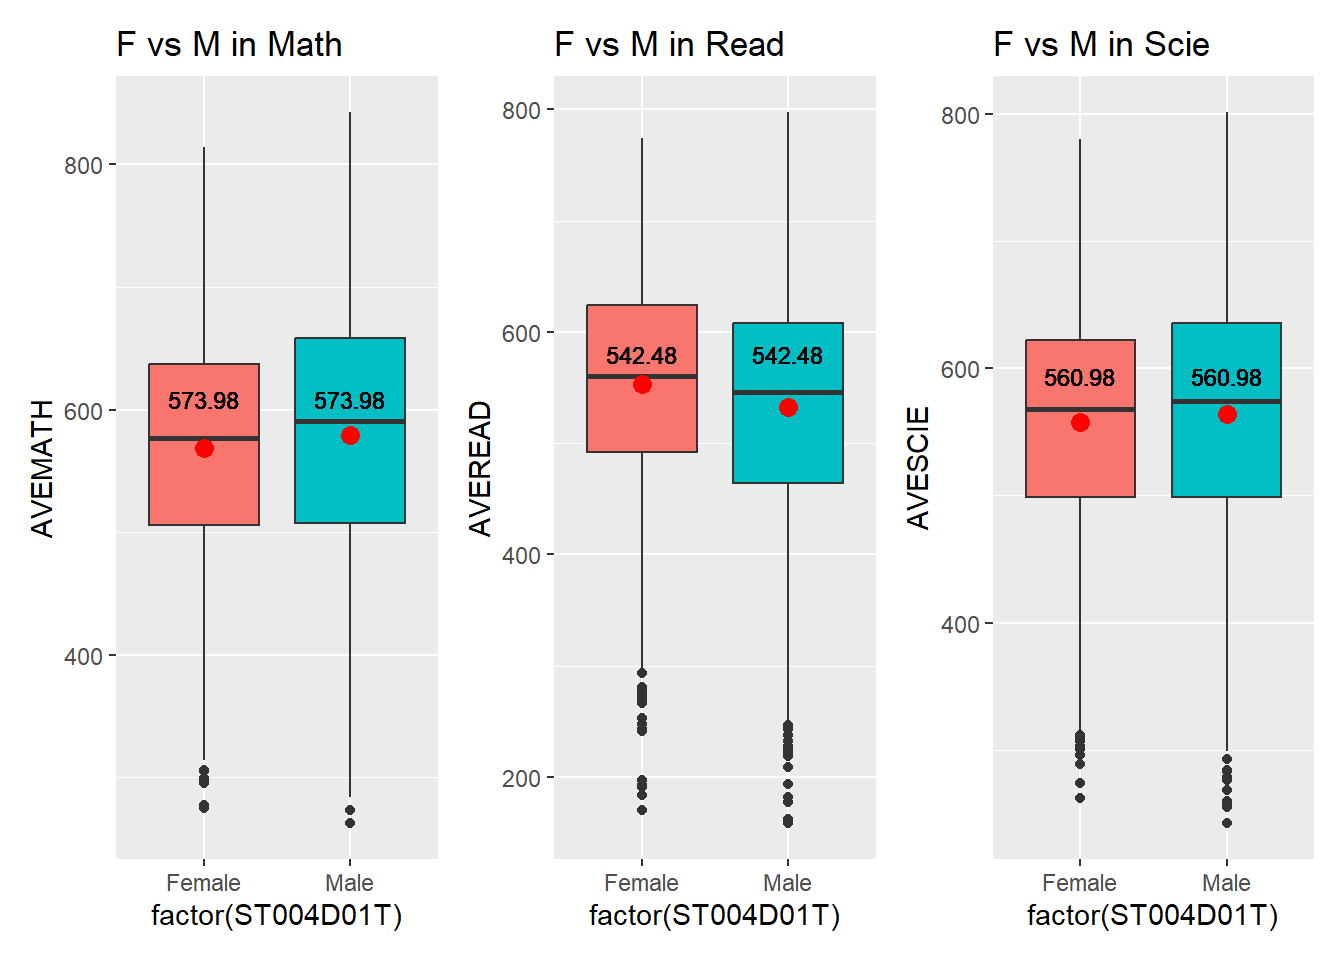 F vs M in Math
AVEMATH
800
600
400
573.98
573.98
Female
Male
factor(ST004D01T)
F vs M in Read
AVEREAD
800
600
400
200
542.48
542.48
Female
Male
factor(ST004D01T)
F vs M in Scie
AVESCIE
800
600
400
560.98
560.98
Female
Male
factor(ST004D01T)